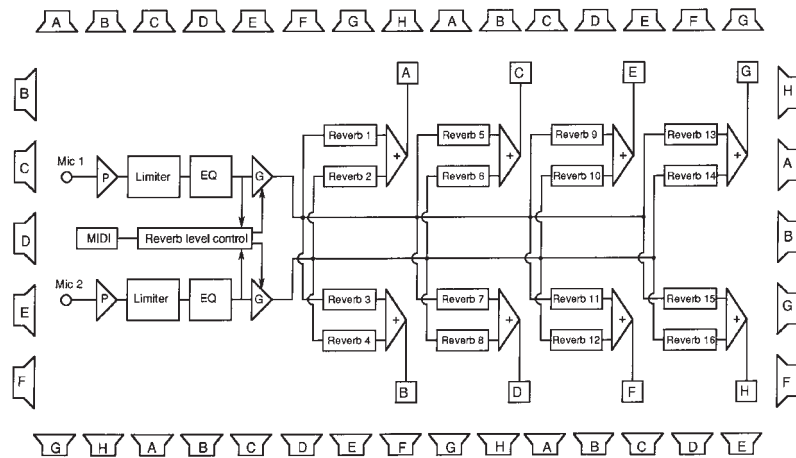 A B C D E F G H A B C D E F G
B A C E G H
Reverb 1 Reverb 5 Reverb 9 Reverb 13
C Mic 1 P Limiter EQ G Reverb 2 + Reverb 6 + Reverb 10 + Reverb 14 + A
D MIDI Reverb level control B
Mic 2
E P Limiter EQ G Reverb 3 Reverb 7 Reverb 11 Reverb 15 G
+ + + +
Reverb 4 Reverb 8 Reverb 12 Reverb 16
F B D F H F
G H A B C D E F G H A B C D E